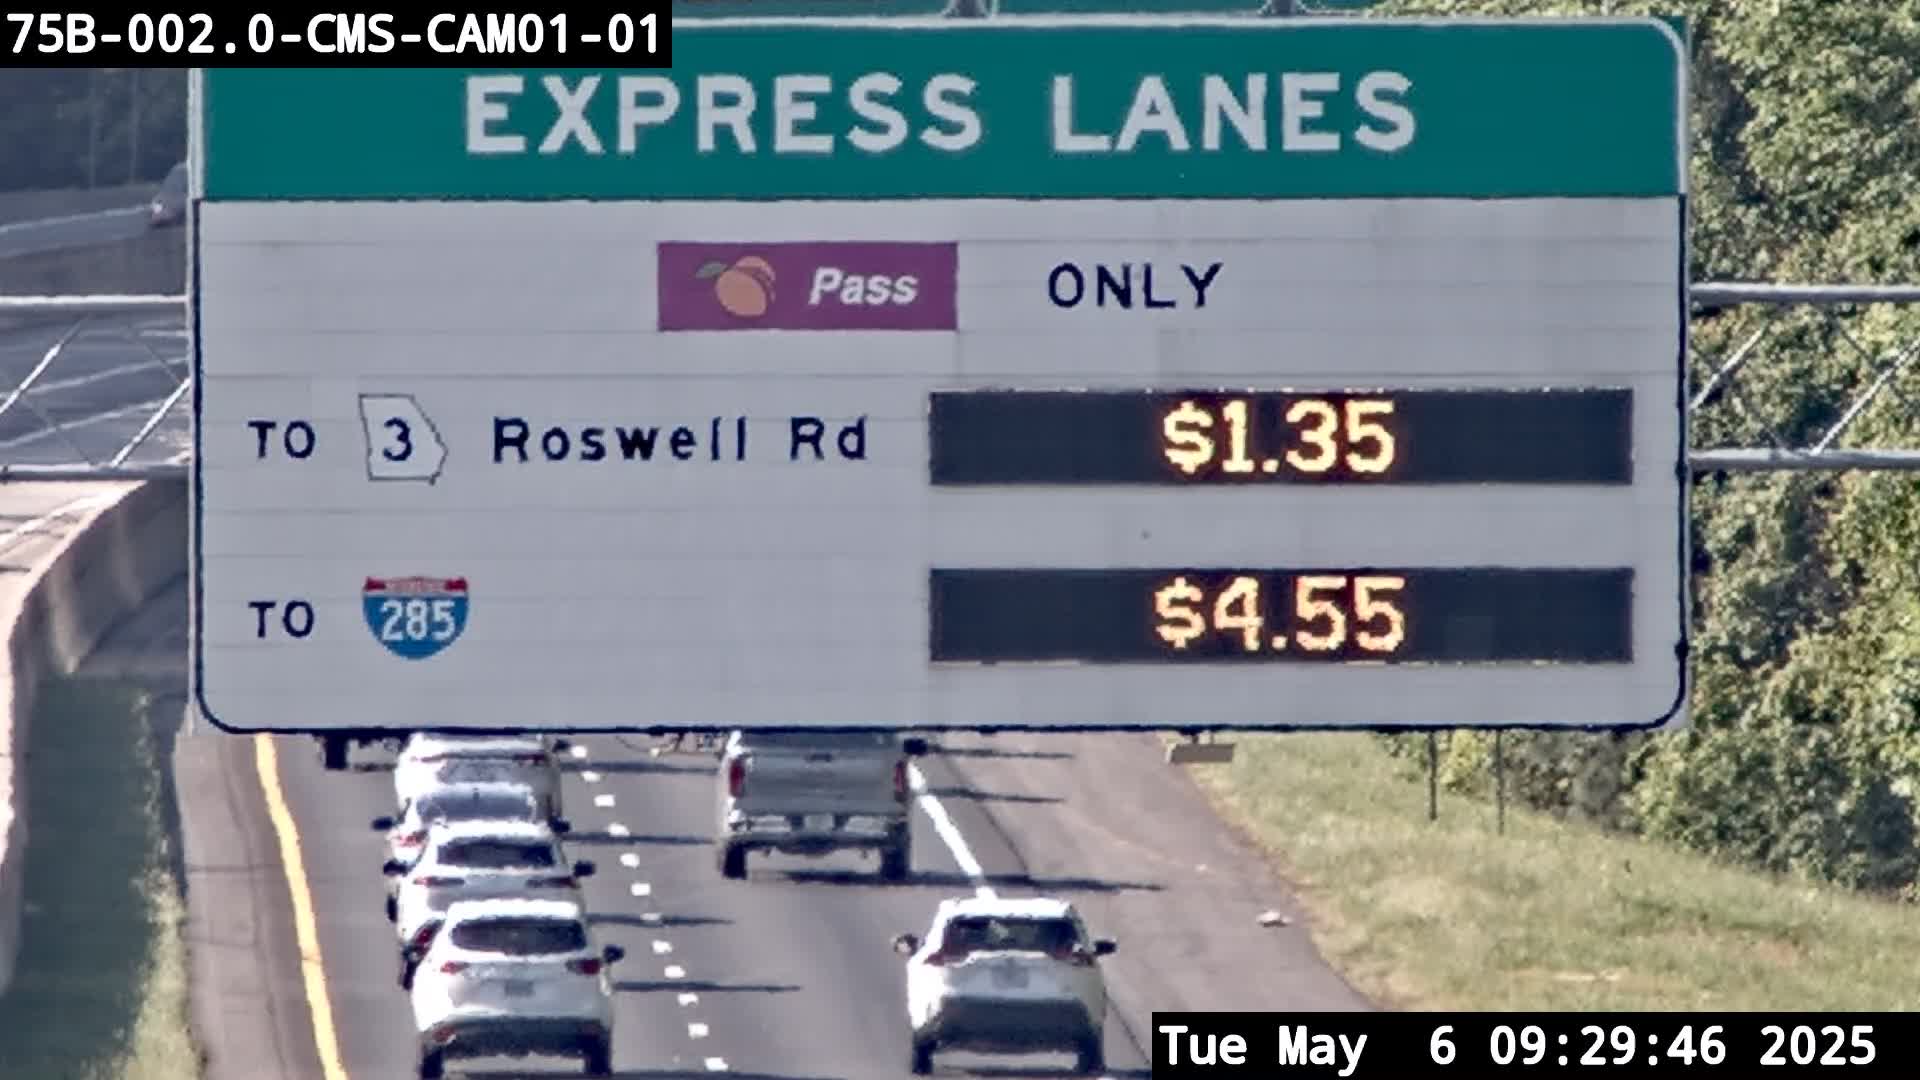 75B-002.0-CMS-CAM01-01
EXPRESS LANES
Pass ONLY
TO 3 Roswell Rd $1.35
TO 285 $4.55
Tue May 6 09:29:46 2025